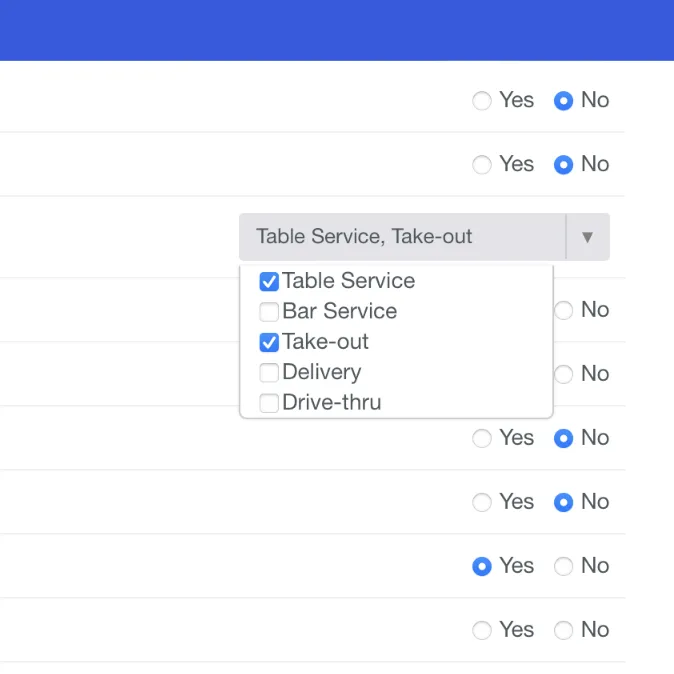 Yes No
Yes No
Table Service, Take-out ▼
Table Service
Bar Service
No
Take-out
Delivery
No
Drive-thru
Yes No
Yes No
Yes No
Yes No